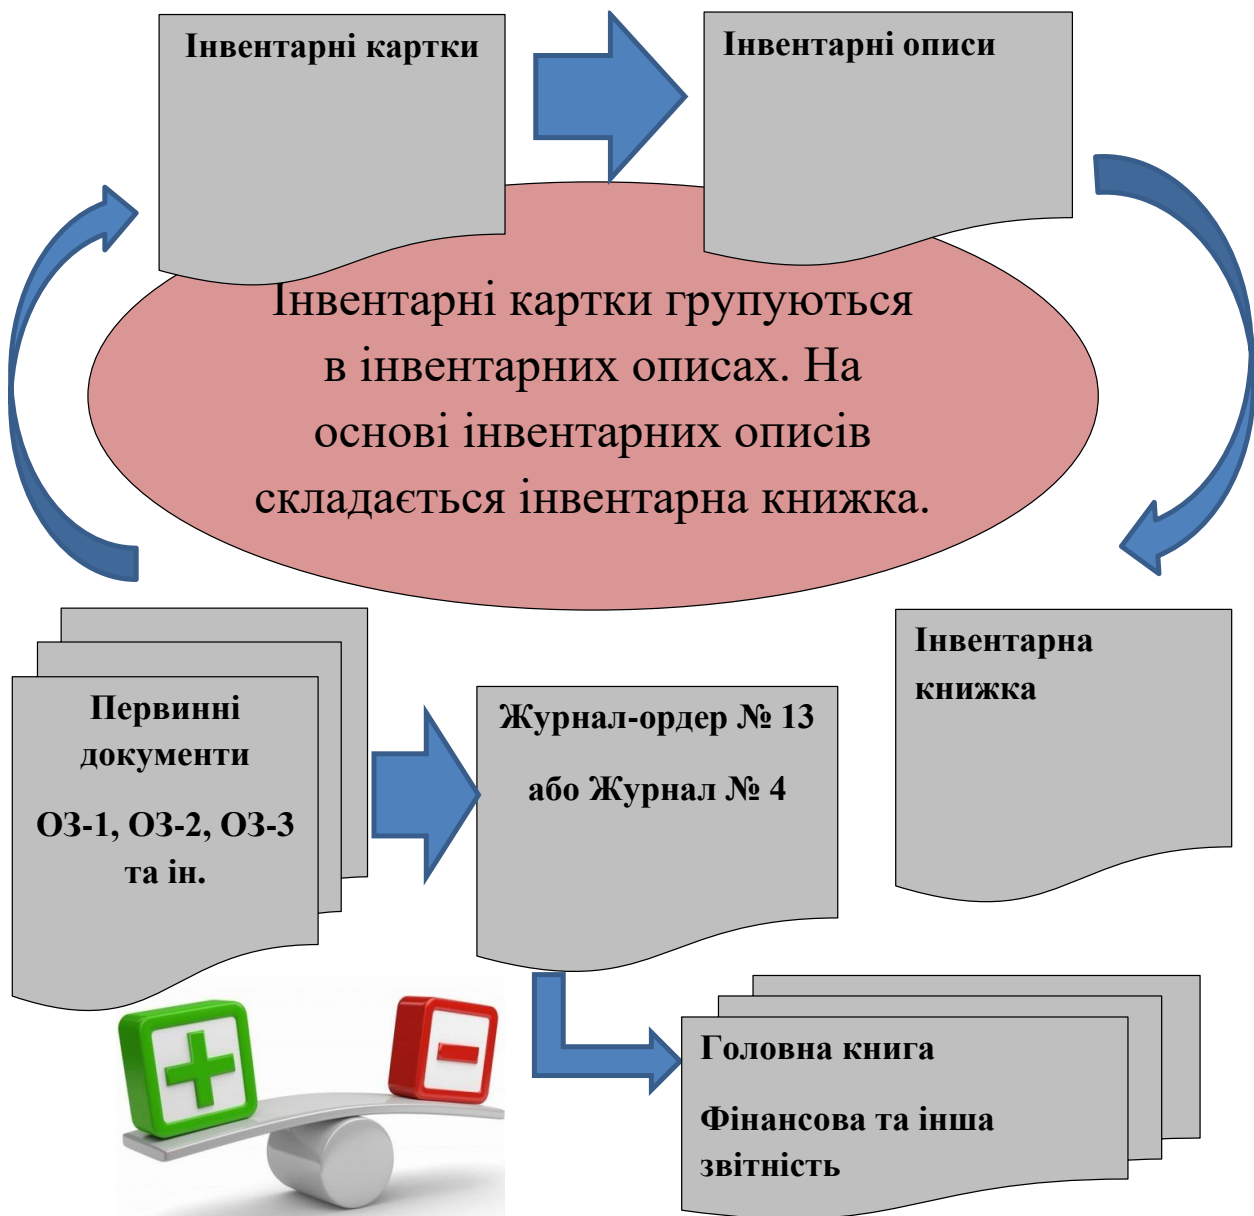 Інвентарні картки
Інвентарні описи
Інвентарні картки групуються
в інвентарних описах. На
основі інвентарних описів
складається інвентарна книжка.
Первинні
документи
ОЗ-1, ОЗ-2, ОЗ-3
та ін.
Журнал-ордер № 13
або Журнал № 4
Інвентарна
книжка
Головна книга
Фінансова та інша
звітність